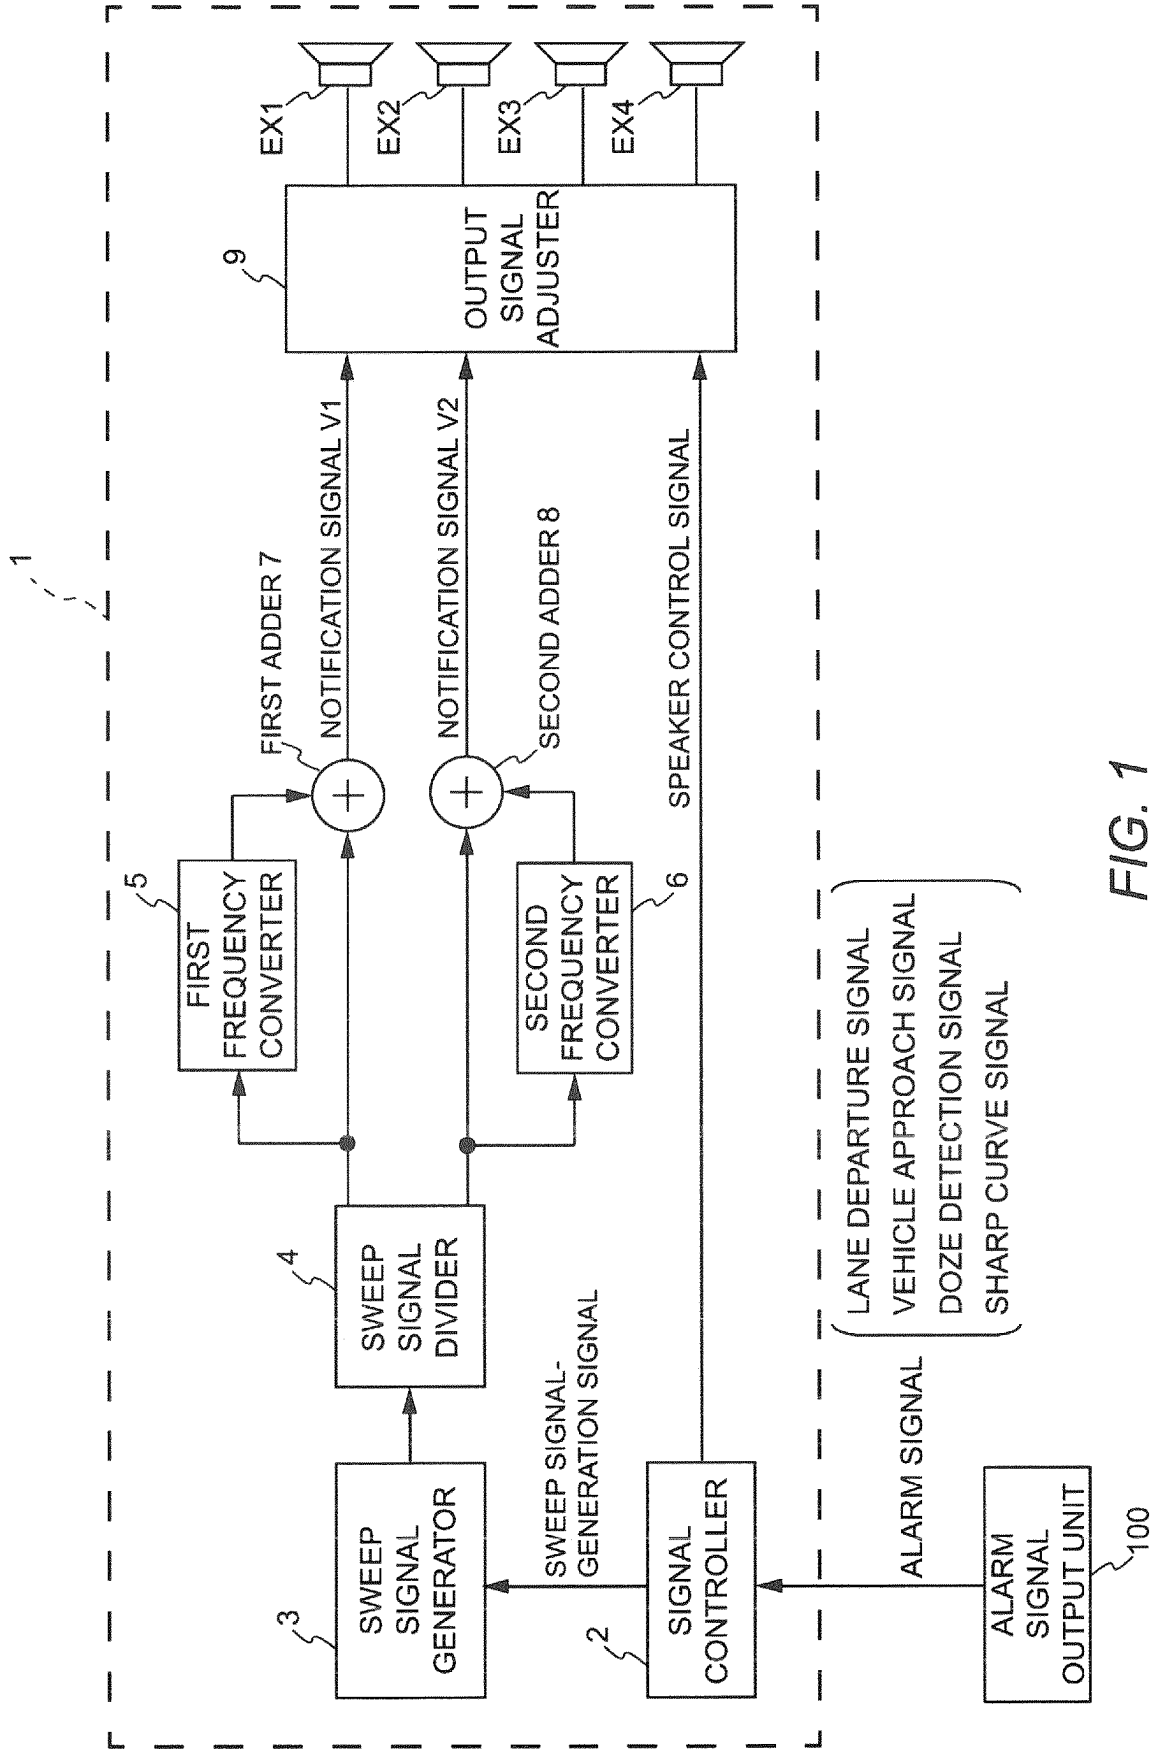 1
FIRST
FREQUENCY
CONVERTER
5
FIRST ADDER 7
9
EX1
EX2
EX3
EX4
NOTIFICATION SIGNAL V1
NOTIFICATION SIGNAL V2
OUTPUT
SIGNAL
ADJUSTER
3
SWEEP
SIGNAL
GENERATOR
4
SWEEP
SIGNAL
DIVIDER
SECOND ADDER 8
SECOND
FREQUENCY
CONVERTER
6
SWEEP SIGNAL-
GENERATION SIGNAL
2
SIGNAL
CONTROLLER
SPEAKER CONTROL SIGNAL
ALARM SIGNAL
LANE DEPARTURE SIGNAL
VEHICLE APPROACH SIGNAL
DOZE DETECTION SIGNAL
SHARP CURVE SIGNAL
ALARM
SIGNAL
OUTPUT UNIT
100
FIG. 1